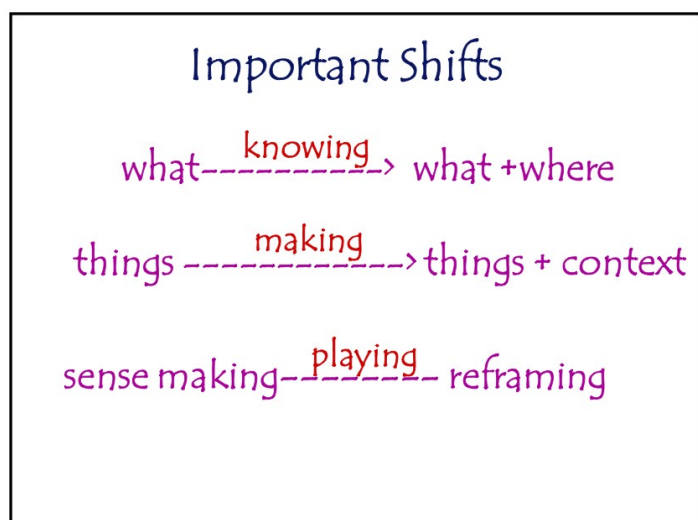 Important Shifts
knowing
what----------> what +where
making
things ------------> things + context
playing
sense making-------- reframing